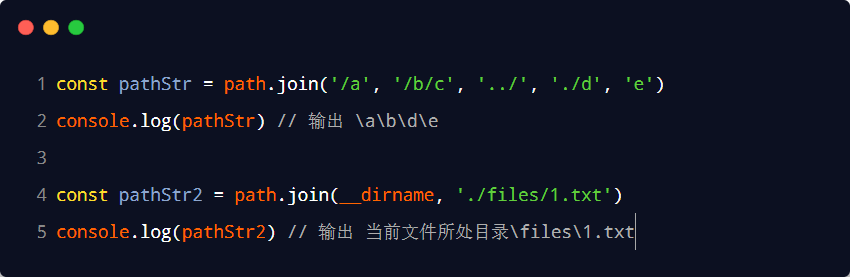 1 const pathStr = path.join('/a', '/b/c', '../', './d', 'e')
2 console.log(pathStr) // 输出 \a\b\d\e
3
4 const pathStr2 = path.join(__dirname, './files/1.txt')
5 console.log(pathStr2) // 输出 当前文件所处目录\files\1.txt